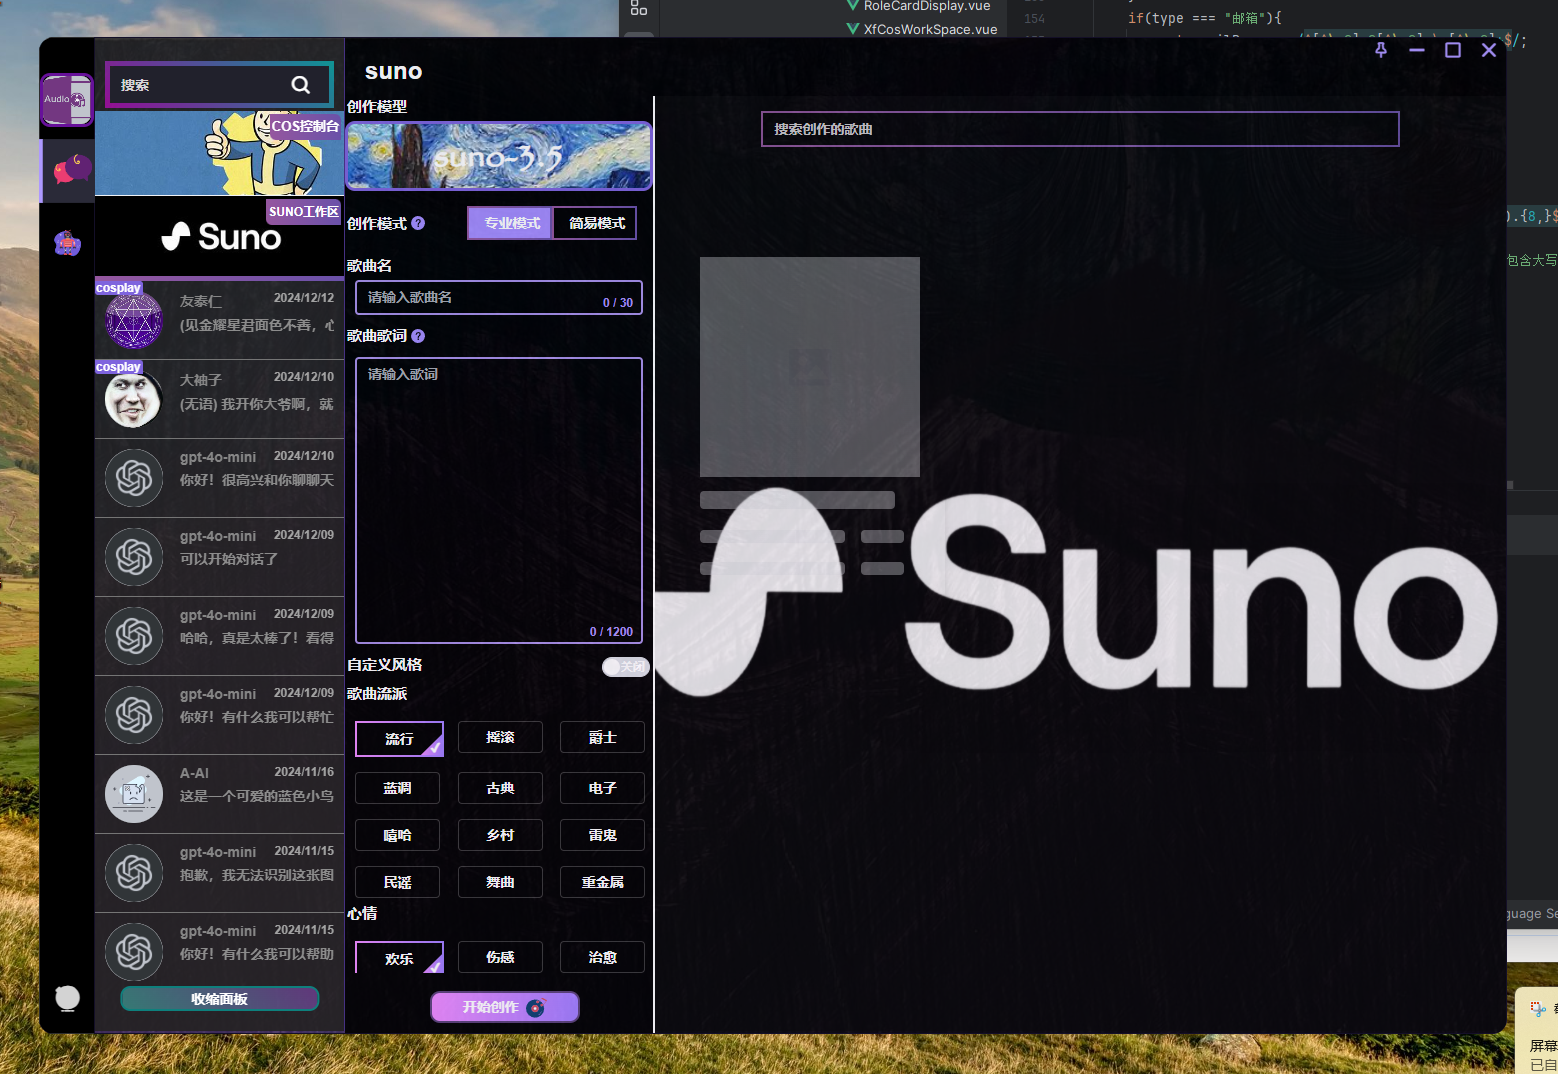 RoleCardDisplay.vue
154
if(type === "邮箱"){
XfCosWorkSpace.vue
$/;
Audio
搜索
suno
创作模型
COS控制台
suno-3.5
搜索创作的歌曲
SUNO工作区
Suno
创作模式 ?
专业模式
简易模式
).{8,}$
包含大写
歌曲名
请输入歌曲名
0 / 30
cosplay
友泰仁
2024/12/12
(见金耀星君面色不善，心
歌曲歌词 ?
请输入歌词
0 / 1200
cosplay
大袖子
2024/12/10
(无语) 我开你大爷啊，就
gpt-4o-mini
2024/12/10
你好！很高兴和你聊聊天
gpt-4o-mini
2024/12/09
可以开始对话了
gpt-4o-mini
2024/12/09
哈哈，真是太棒了！看得
gpt-4o-mini
2024/12/09
你好！有什么我可以帮忙
A-AI
2024/11/16
这是一个可爱的蓝色小鸟
gpt-4o-mini
2024/11/15
抱歉，我无法识别这张图
gpt-4o-mini
2024/11/15
你好！有什么我可以帮助
收缩面板
自定义风格
关闭
歌曲流派
流行
摇滚
爵士
蓝调
古典
电子
嘻哈
乡村
雷鬼
民谣
舞曲
重金属
心情
欢乐
伤感
治愈
开始创作
Suno
guage Se
屏幕
已自